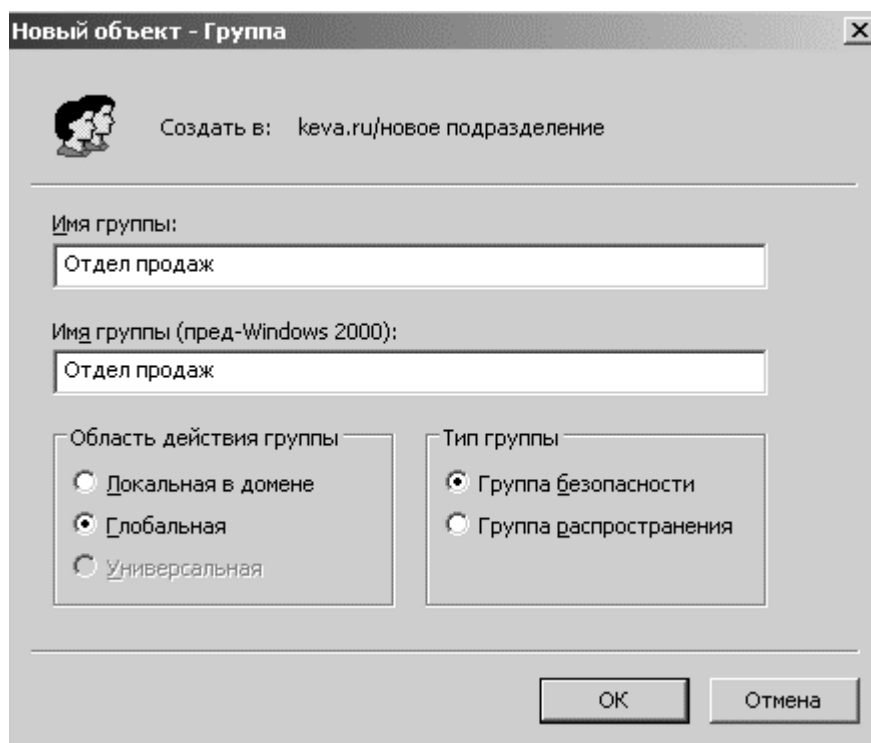 Новый объект - Группа
Создать в: keva.ru/новое подразделение
Имя группы:
Отдел продаж
Имя группы (пред-Windows 2000):
Отдел продаж
Область действия группы
Локальная в домене
Глобальная
Универсальная
Тип группы
Группа безопасности
Группа распространения
OK
Отмена